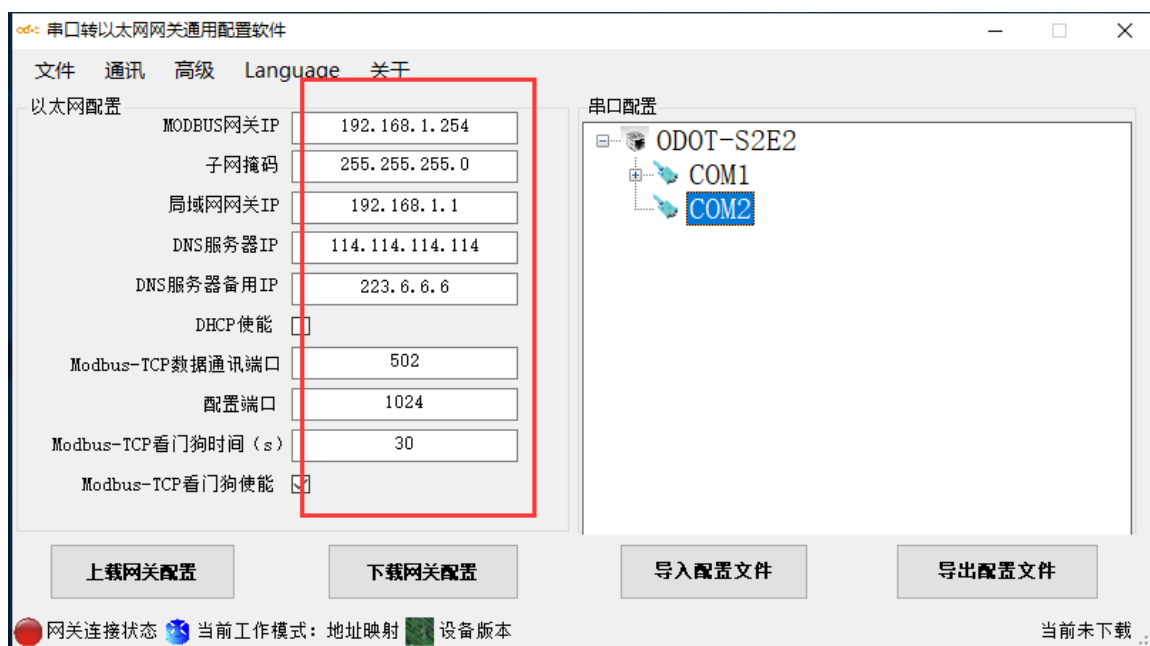 串口转以太网网关通用配置软件
文件 通讯 高级 Language 关于
以太网配置
MODBUS网关IP 192.168.1.254
子网掩码 255.255.255.0
局域网网关IP 192.168.1.1
DNS服务器IP 114.114.114.114
DNS服务器备用IP 223.6.6.6
DHCP使能
Modbus-TCP数据通讯端口 502
配置端口 1024
Modbus-TCP看门狗时间（s） 30
Modbus-TCP看门狗使能
串口配置
ODOT-S2E2
COM1
COM2
上载网关配置 下载网关配置 导入配置文件 导出配置文件
网关连接状态 当前工作模式：地址映射 设备版本 当前未下载